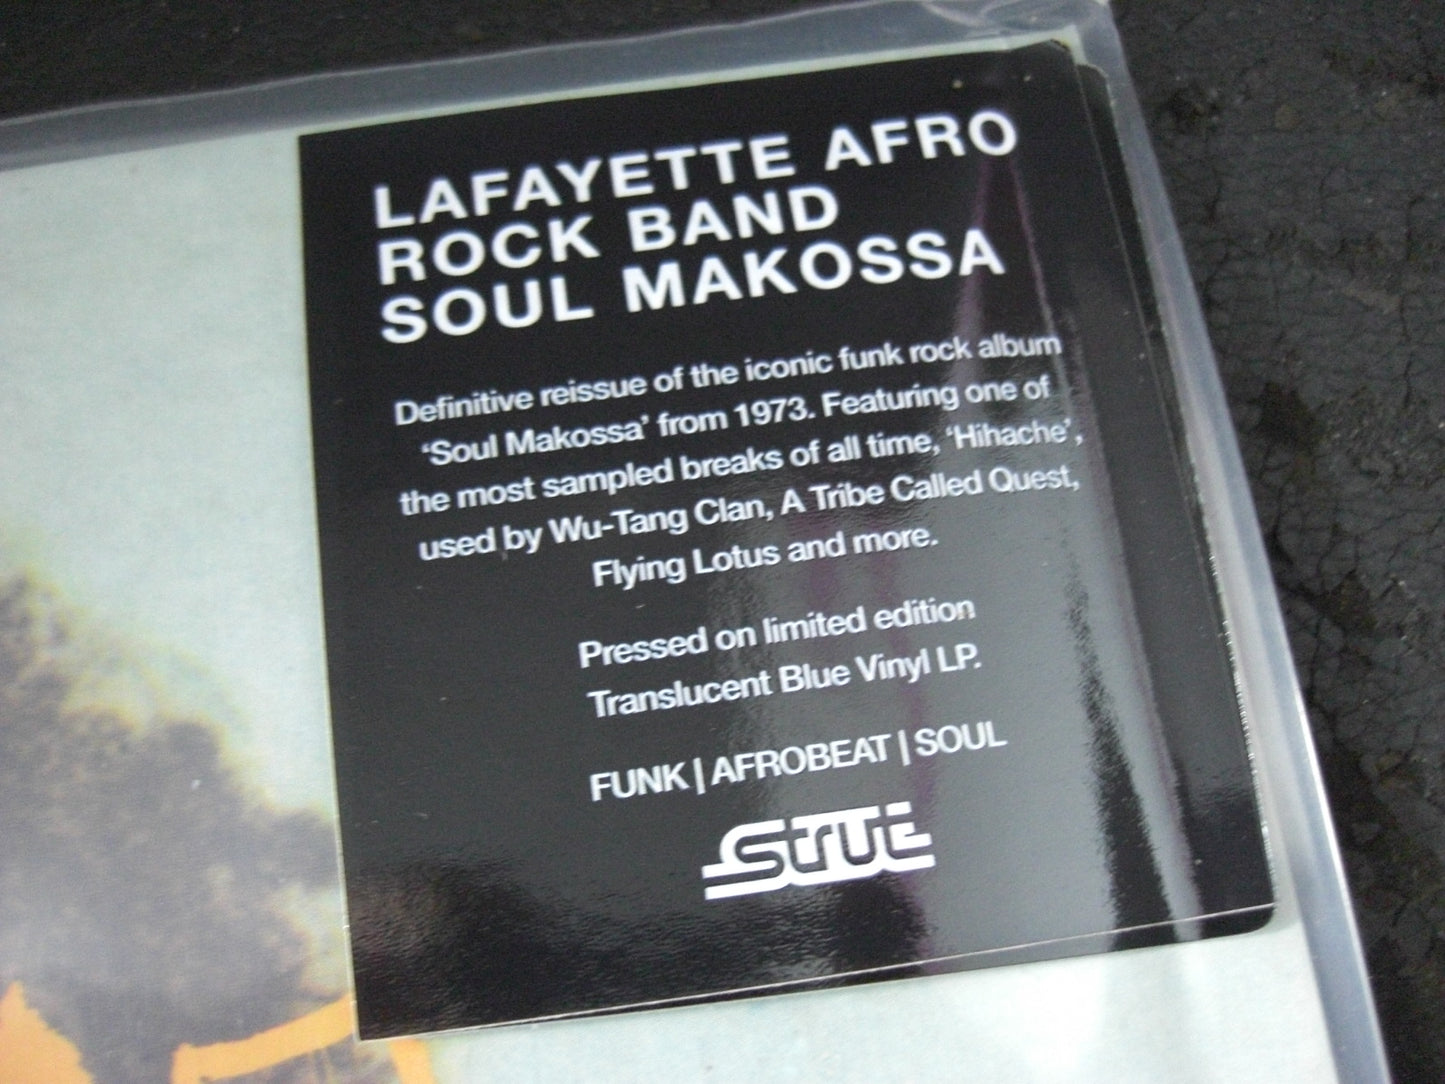 LAFAYETTE AFRO
ROCK BAND
SOUL MAKOSSA
Definitive reissue of the iconic funk rock album
‘Soul Makossa’ from 1973. Featuring one of
the most sampled breaks of all time, ‘Hihache’,
used by Wu-Tang Clan, A Tribe Called Quest,
Flying Lotus and more.
Pressed on limited edition
Translucent Blue Vinyl LP.
FUNK | AFROBEAT | SOUL
STRUT